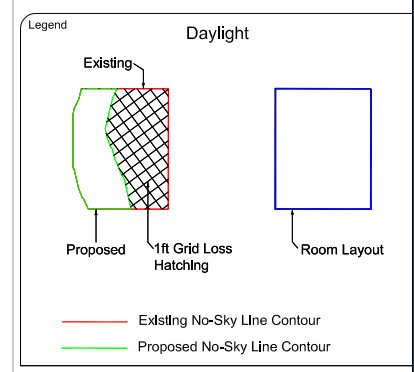 Legend
Daylight
Existing
Proposed
1ft Grid Loss
Hatching
Room Layout
Existing No-Sky Line Contour
Proposed No-Sky Line Contour